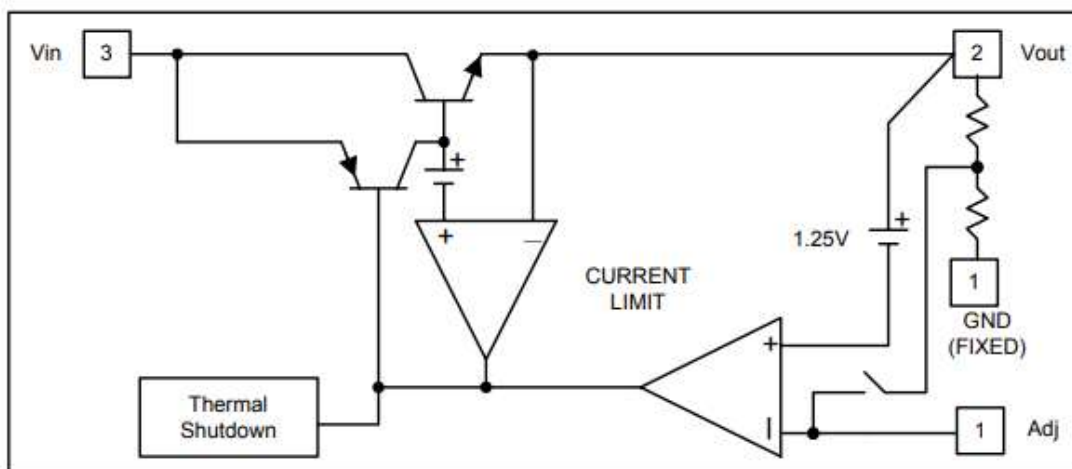 Vin 3
2 Vout
+
+ −
1.25V +
CURRENT
LIMIT
1
GND
(FIXED)
+
Thermal
Shutdown
−
1 Adj